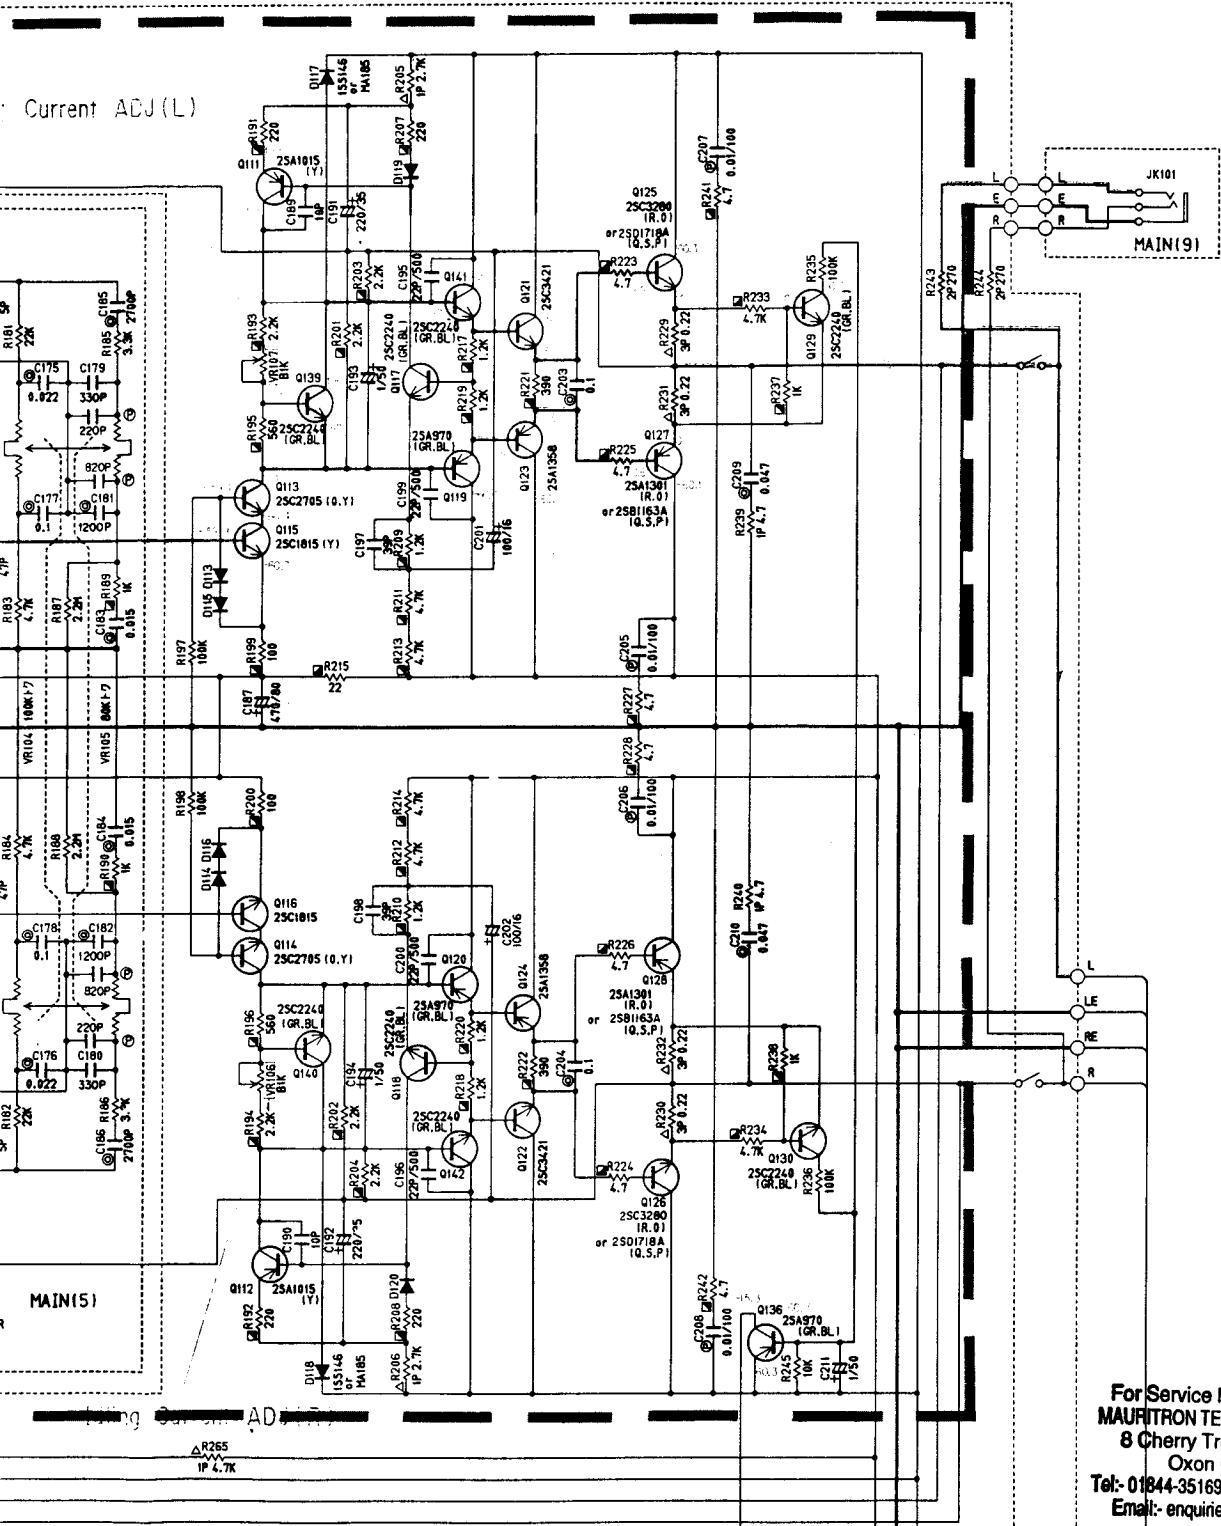 Current ADJ(L)
D117
1SS146
or
MA185
R205
1P 2.7K
R191
220
R207
220
D119
Q111
2SA1015
(Y)
C189
10P
C191
220/35
C207
0.01/100
R241
4.7
Q125
2SC3280
(R.O)
or 2SD1718A
(Q.S.P)
JK101
L
E
R
L
E
R
MAIN(9)
R243
2P270
R244
2P270
R203
2.2K
C195
22P/500
Q141
2SC2240
(GR.BL)
Q121
2SC3421
R223
4.7
R235
100K
R233
4.7K
Q129
2SC2240
(GR.BL)
C185
2700P
R181
22K
R185
3.3K
R193
2.2K
VR107
B1K
R201
2.2K
C193
1/50
Q117
R217
1.2K
R219
1.2K
R221
390
C203
0.1
R229
3P 0.22
R231
3P 0.22
R237
1K
C175
0.022
C179
330P
220P
Q139
2SC2240
(GR.BL)
R195
560
2SA970
(GR.BL)
Q119
Q123
2SA1358
R225
4.7
Q127
2SA1301
(R.O)
or 2SB1163A
(Q.S.P)
C209
0.047
R239
1P 4.7
820P
C177
0.1
C181
1200P
Q113
2SC2705 (O.Y)
Q115
2SC1815 (Y)
C199
22P/500
C197
39P
R209
1.2K
C201
100/16
47P
R183
4.7K
R187
2.2M
R189
1K
C183
0.015
D113
D115
R197
100K
R199
100
R211
4.7K
R213
4.7K
R215
22
C187
470/80
C205
0.01/100
R227
4.7
R228
4.7
C206
0.01/100
VR104
VR105
R198
100K
R200
100
R214
4.7K
R212
4.7K
R184
4.7K
R188
2.2M
C184
0.015
R190
1K
D116
D114
47P
Q116
2SC1815
Q114
2SC2705 (O.Y)
C198
39P
R210
1.2K
C202
100/16
R240
1P 4.7
C210
0.047
C178
0.1
C182
1200P
820P
C200
22P/500
Q120
2SA970
(GR.BL)
Q124
2SA1358
R226
4.7
Q128
2SA1301
(R.O)
or 2SB1163A
(Q.S.P)
L
LE
RE
R
R196
560
2SC2240
(GR.BL)
Q140
2SC2240
(GR.BL)
Q118
R220
1.2K
R218
1.2K
R222
390
C204
0.1
R232
3P 0.22
R230
3P 0.22
R238
1K
220P
C176
0.022
C180
330P
R182
22K
R186
C186
2700P
VR106
B1K
R194
2.2K
C194
1/50
R202
2.2K
R204
2.2K
2SC2240
(GR.BL)
Q142
C196
22P/500
Q122
2SC3421
R224
4.7
R234
4.7K
Q130
2SC2240
(GR.BL)
R236
100K
Q126
2SC3280
(R.O)
or 2SD1718A
(Q.S.P)
C190
10P
C192
220/35
Q112
2SA1015
(Y)
D120
R192
220
R208
220
R206
1P 2.7K
D118
1SS146
or
MA185
R242
4.7
C208
0.01/100
Q136
2SA970
(GR.BL)
R245
10K
C211
1/50
MAIN(5)
R
R265
1P 4.7K
For Service
MAURITRON TE
8 Cherry Tr
Oxon
Tel:- 01844-35169
Email:- enquirie